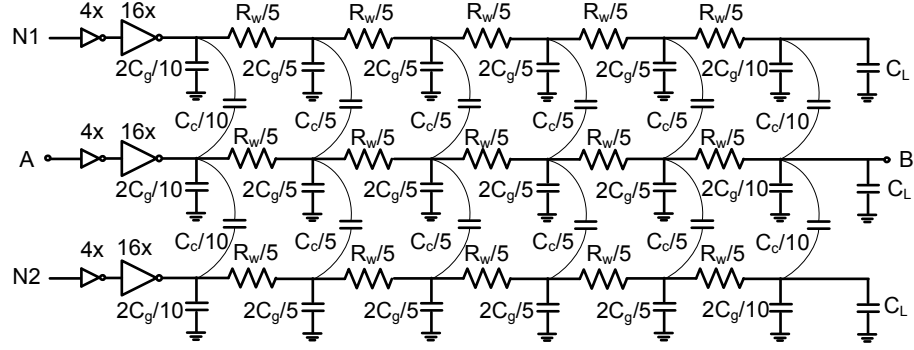 4x 16x R_w/5 R_w/5 R_w/5 R_w/5 R_w/5
N1
2C_g/10 2C_g/5 2C_g/5 2C_g/5 2C_g/5 2C_g/10 C_L
C_c/10 C_c/5 C_c/5 C_c/5 C_c/5 C_c/10
4x 16x R_w/5 R_w/5 R_w/5 R_w/5 R_w/5
A B
2C_g/10 2C_g/5 2C_g/5 2C_g/5 2C_g/5 2C_g/10 C_L
C_c/10 C_c/5 C_c/5 C_c/5 C_c/5 C_c/10
4x 16x R_w/5 R_w/5 R_w/5 R_w/5 R_w/5
N2
2C_g/10 2C_g/5 2C_g/5 2C_g/5 2C_g/5 2C_g/10 C_L